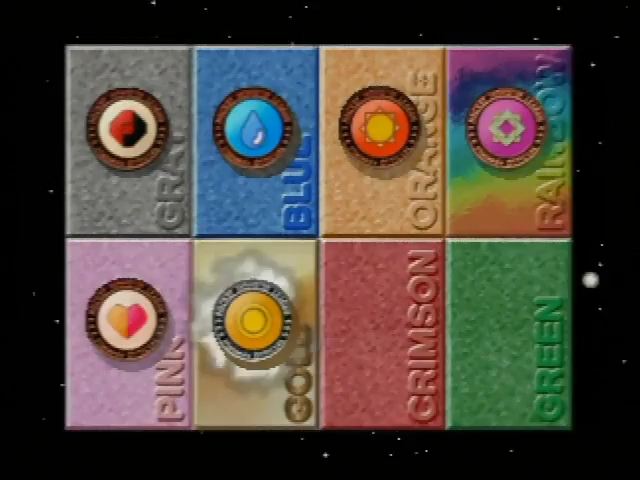 GRAY
BLUE
ORANGE
RAINBOW
PINK
GOLD
CRIMSON
GREEN